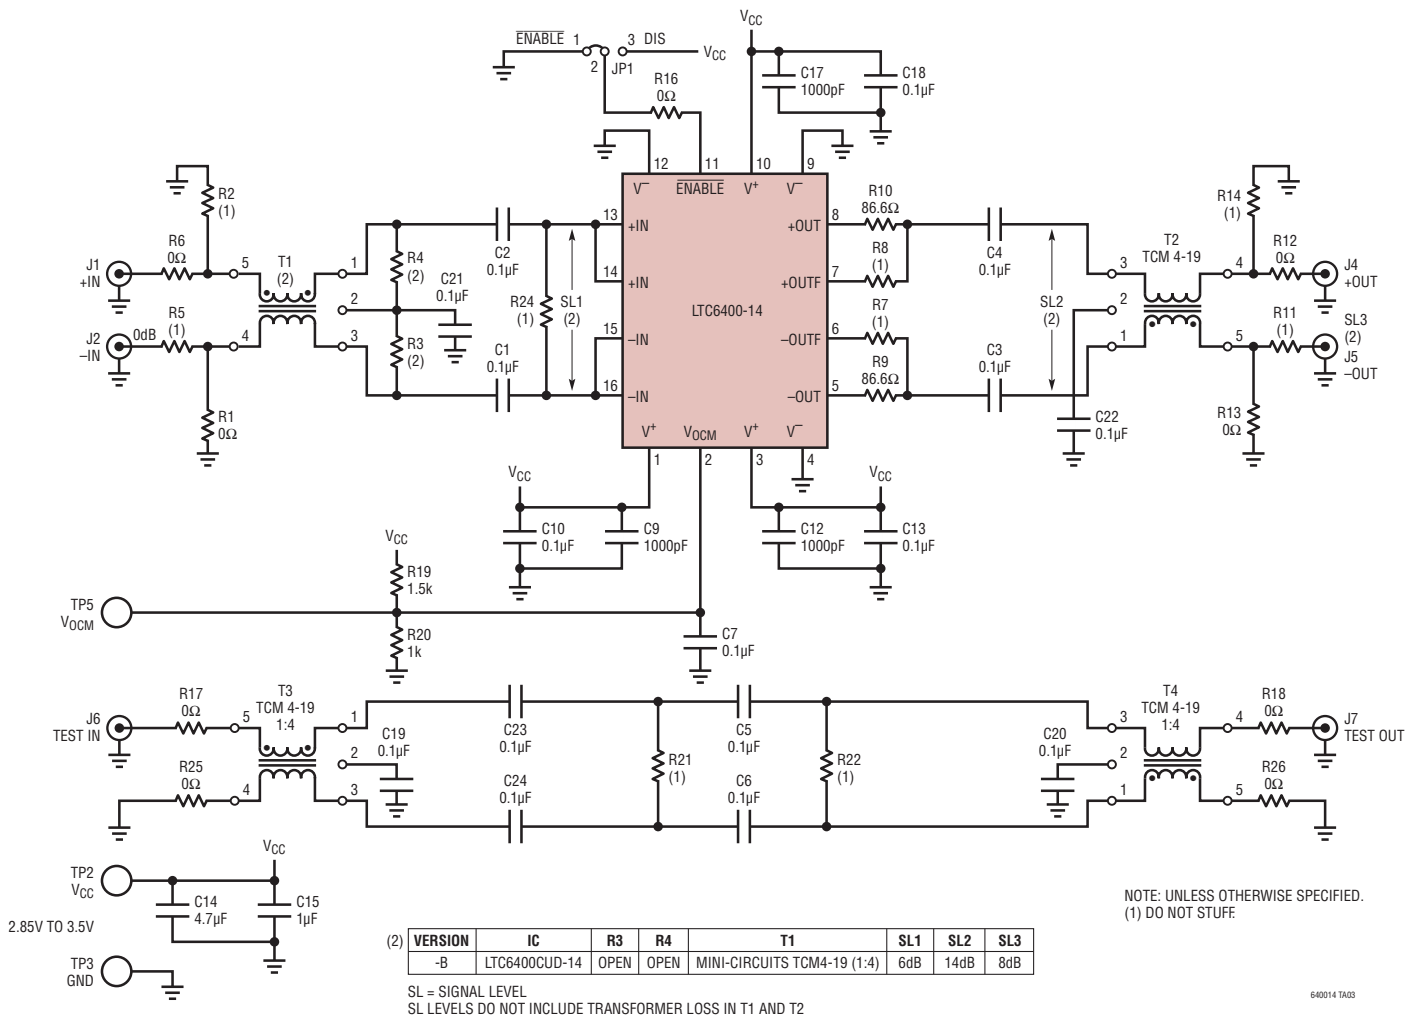 VCC
ENABLE 1
3 DIS
VCC
2
JP1
R16
0Ω
C17
1000pF
C18
0.1µF
12
11
10
9
V–
ENABLE
V+
V–
R2
(1)
R6
0Ω
J1
+IN
5
T1
(2)
1
R4
(2)
C21
0.1µF
2
C2
0.1µF
R24
(1)
SL1
(2)
13
+IN
14
+IN
LTC6400-14
15
–IN
16
–IN
J2
–IN
0dB
R5
(1)
4
3
R3
(2)
C1
0.1µF
R1
0Ω
R10
86.6Ω
8
+OUT
R8
(1)
7
+OUTF
R7
(1)
6
–OUTF
R9
86.6Ω
5
–OUT
C4
0.1µF
C3
0.1µF
SL2
(2)
T2
TCM 4-19
3
2
1
4
5
R14
(1)
R12
0Ω
J4
+OUT
R11
(1)
SL3
(2)
J5
–OUT
R13
0Ω
C22
0.1µF
V+
VOCM
V+
V–
1
2
3
4
VCC
C10
0.1µF
C9
1000pF
C12
1000pF
VCC
C13
0.1µF
VCC
R19
1.5k
TP5
VOCM
R20
1k
C7
0.1µF
J6
TEST IN
R17
0Ω
T3
TCM 4-19
1:4
5
1
2
4
3
R25
0Ω
C19
0.1µF
C23
0.1µF
C24
0.1µF
R21
(1)
C5
0.1µF
C6
0.1µF
R22
(1)
C20
0.1µF
T4
TCM 4-19
1:4
3
2
1
4
5
R18
0Ω
J7
TEST OUT
R26
0Ω
VCC
TP2
VCC
C14
4.7µF
C15
1µF
2.85V TO 3.5V
TP3
GND
NOTE: UNLESS OTHERWISE SPECIFIED.
(1) DO NOT STUFF.
(2) VERSION IC R3 R4 T1 SL1 SL2 SL3
-B LTC6400CUD-14 OPEN OPEN MINI-CIRCUITS TCM4-19 (1:4) 6dB 14dB 8dB
SL = SIGNAL LEVEL
SL LEVELS DO NOT INCLUDE TRANSFORMER LOSS IN T1 AND T2
640014 TA03